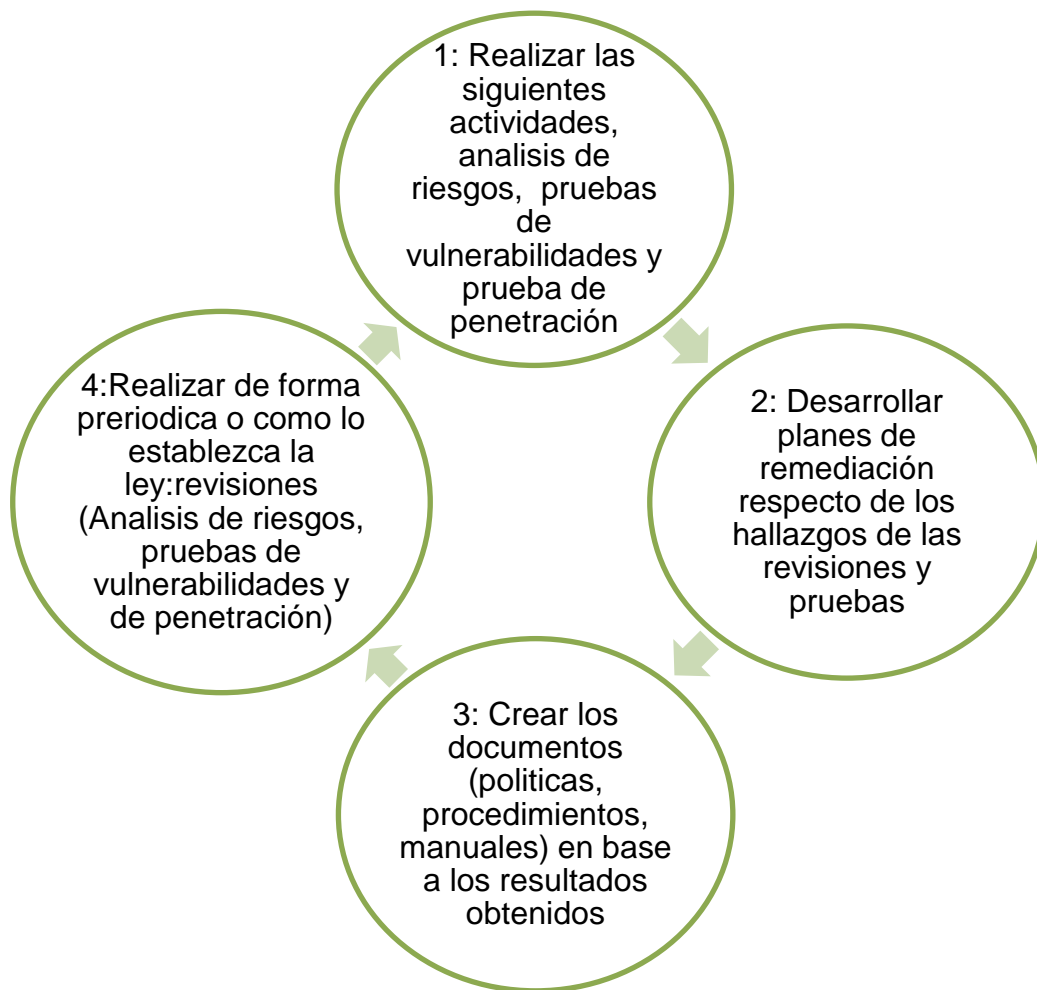 1: Realizar las
siguientes
actividades,
analisis de
riesgos,  pruebas
de
vulnerabilidades y
prueba de
penetración
2: Desarrollar
planes de
remediación
respecto de los
hallazgos de las
revisiones y
pruebas
3: Crear los
documentos
(politicas,
procedimientos,
manuales) en base
a los resultados
obtenidos
4:Realizar de forma
preriodica o como lo
establezca la
ley:revisiones
(Analisis de riesgos,
pruebas de
vulnerabilidades y
de penetración)